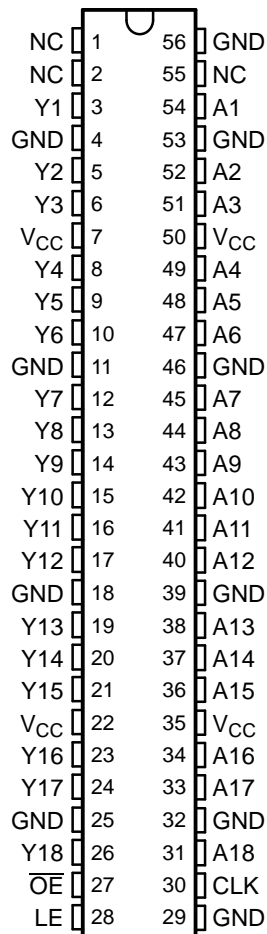 NC 1 56 GND
NC 2 55 NC
Y1 3 54 A1
GND 4 53 GND
Y2 5 52 A2
Y3 6 51 A3
VCC 7 50 VCC
Y4 8 49 A4
Y5 9 48 A5
Y6 10 47 A6
GND 11 46 GND
Y7 12 45 A7
Y8 13 44 A8
Y9 14 43 A9
Y10 15 42 A10
Y11 16 41 A11
Y12 17 40 A12
GND 18 39 GND
Y13 19 38 A13
Y14 20 37 A14
Y15 21 36 A15
VCC 22 35 VCC
Y16 23 34 A16
Y17 24 33 A17
GND 25 32 GND
Y18 26 31 A18
O̅E̅ 27 30 CLK
LE 28 29 GND